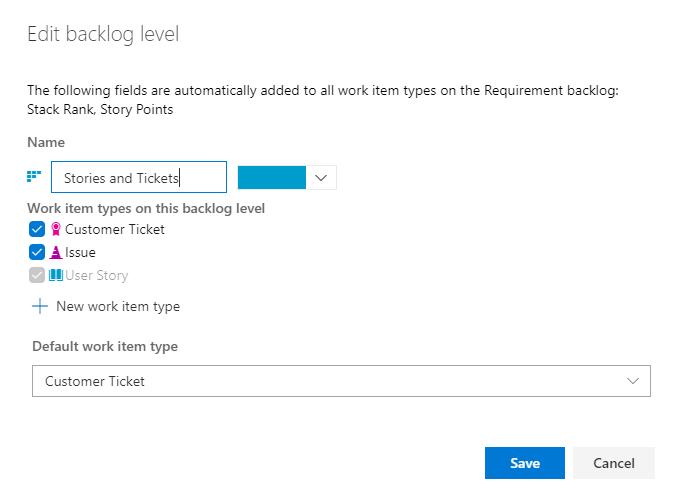 Edit backlog level
The following fields are automatically added to all work item types on the Requirement backlog:
Stack Rank, Story Points
Name
Stories and Tickets
Work item types on this backlog level
Customer Ticket
Issue
User Story
New work item type
Default work item type
Customer Ticket
Save Cancel